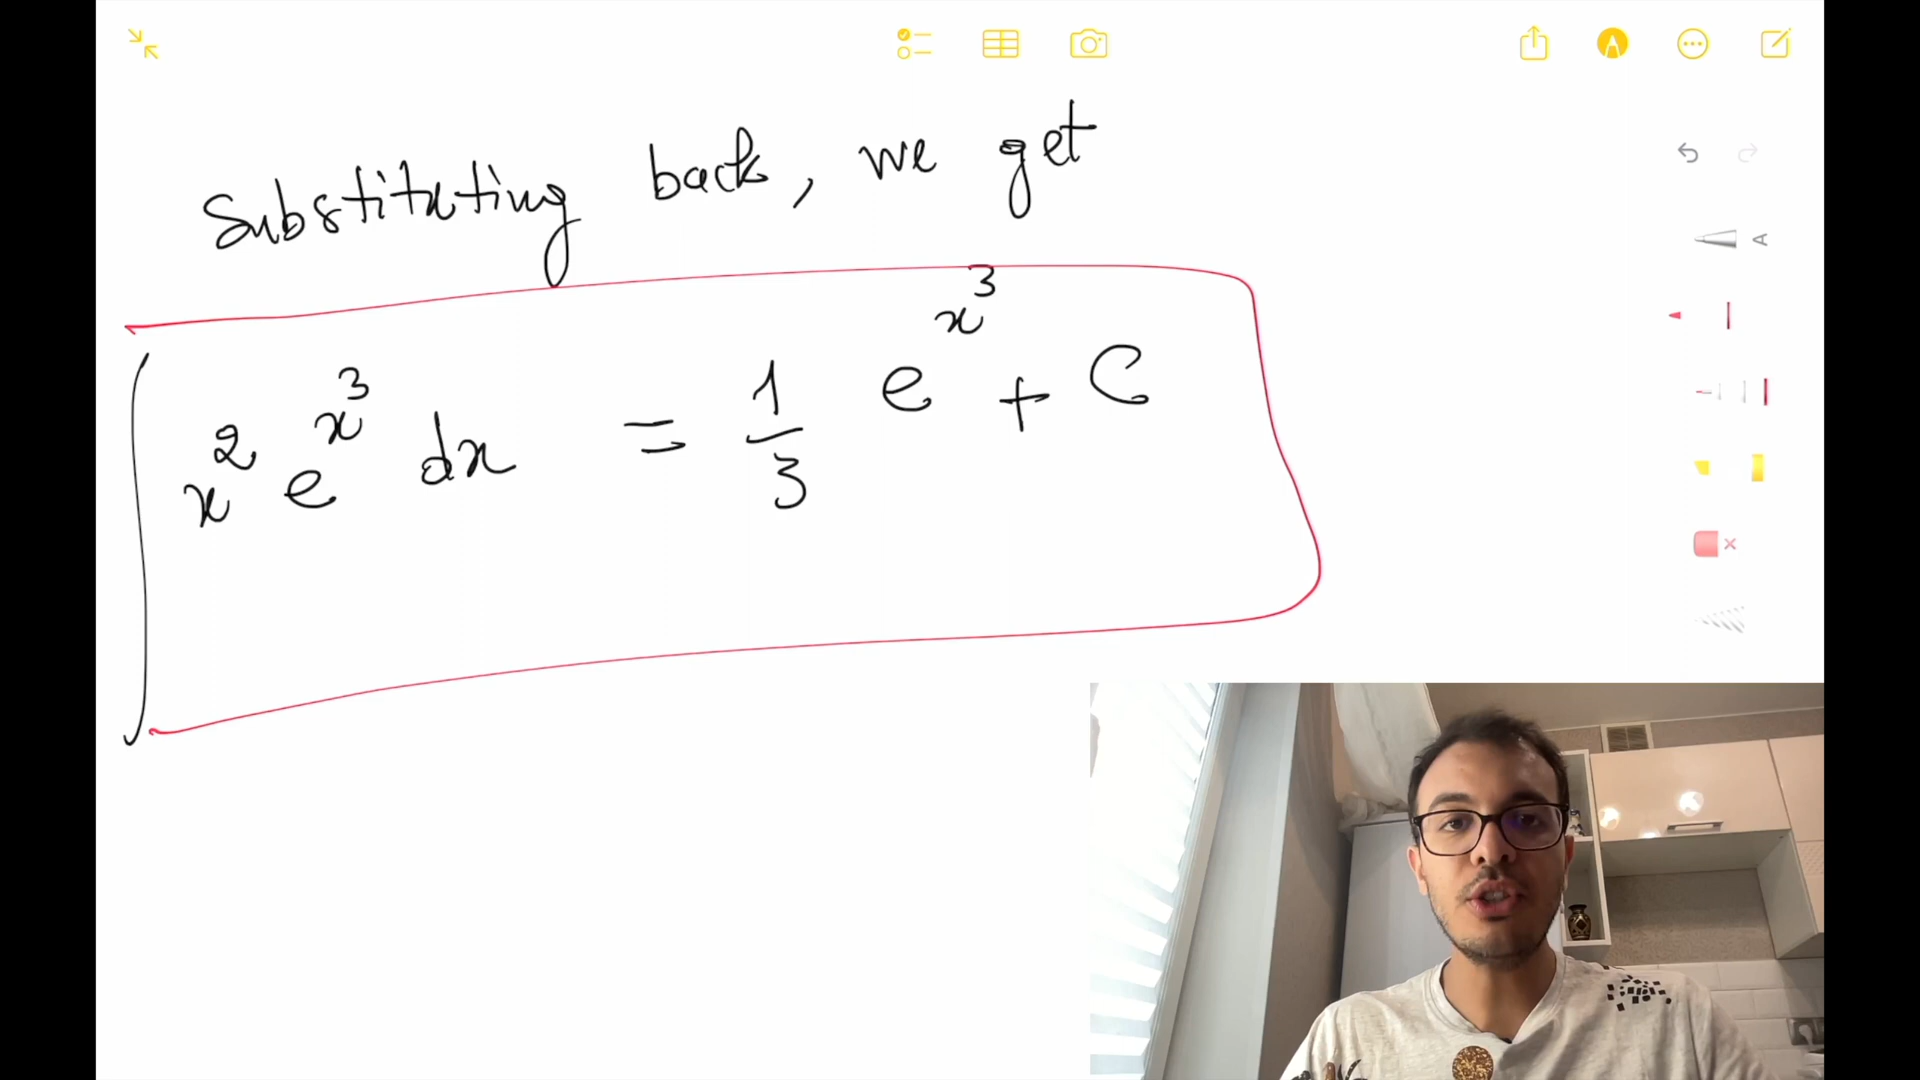 Substituting back, we get
∫ x² e^x³ dx = 1/3 e^x³ + C